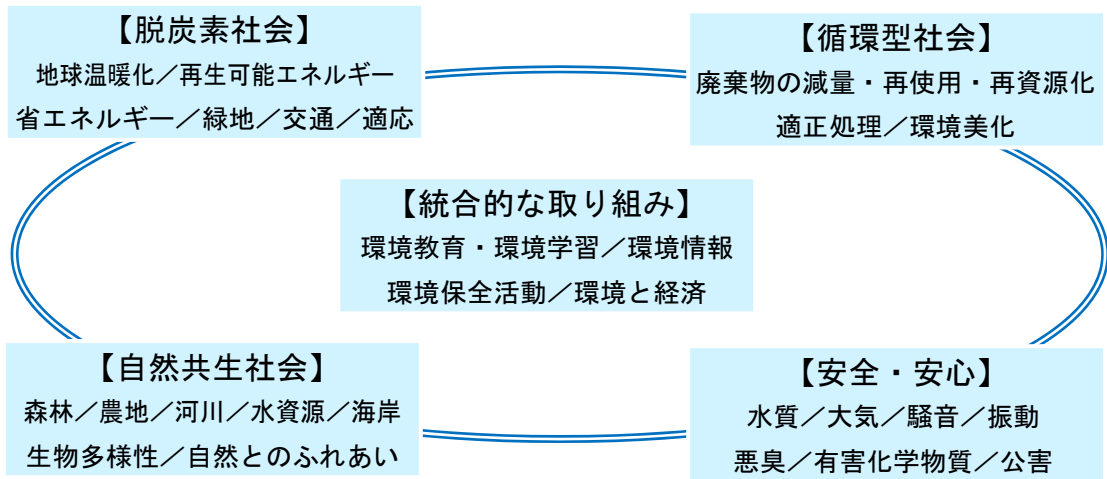 【脱炭素社会】
地球温暖化／再生可能エネルギー
省エネルギー／緑地／交通／適応
【循環型社会】
廃棄物の減量・再使用・再資源化
適正処理／環境美化
【統合的な取り組み】
環境教育・環境学習／環境情報
環境保全活動／環境と経済
【自然共生社会】
森林／農地／河川／水資源／海岸
生物多様性／自然とのふれあい
【安全・安心】
水質／大気／騒音／振動
悪臭／有害化学物質／公害